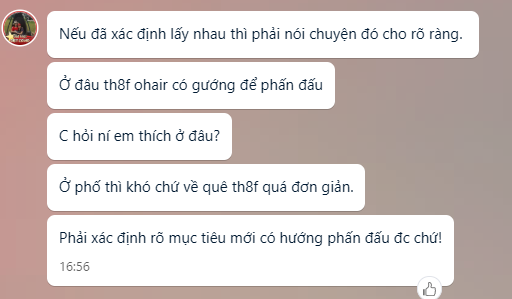 Nếu đã xác định lấy nhau thì phải nói chuyện đó cho rõ ràng.
Ở đâu th8f ohair có gướng để phấn đấu
C hỏi ní em thích ở đâu?
Ở phố thì khó chứ về quê th8f quá đơn giản.
Phải xác định rõ mục tiêu mới có hướng phấn đấu đc chứ!
16:56